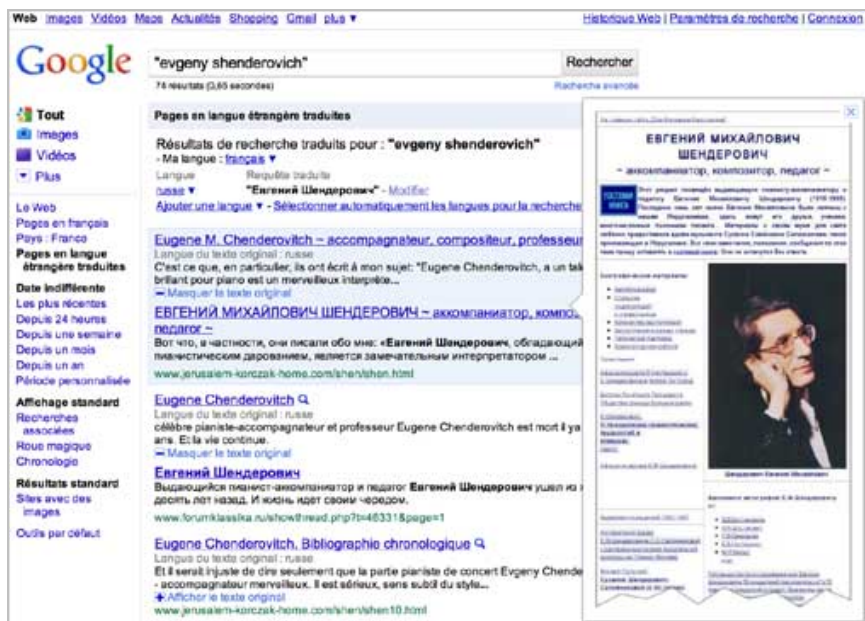 Web Images Vidéos Maps Actualités Shopping Gmail plus ▼
Historique Web | Paramètres de recherche | Connexion
Google
"evgeny shenderovich"
Rechercher
74 résultats (0,65 secondes)
Recherche avancée
Tout
Images
Vidéos
Plus
Le Web
Pages en français
Pays : France
Pages en langue
étrangère traduites
Date indifférente
Les plus récentes
Depuis 24 heures
Depuis une semaine
Depuis un mois
Depuis un an
Période personnalisée
Affichage standard
Recherches
associées
Roue magique
Chronologie
Résultats standard
Sites avec des
images
Outils par défaut
Pages en langue étrangère traduites
Résultats de recherche traduits pour : "evgeny shenderovich"
- Ma langue : français ▼
Langue Requête traduite
russe ▼ "Евгений Шендерович" - Modifier
Ajouter une langue ▼ - Sélectionner automatiquement les langues pour la recherche
Eugene M. Chenderovitch ~ accompagnateur, compositeur, professeur
Langue du texte original : russe
C'est ce que, en particulier, ils ont écrit à mon sujet: "Eugene Chenderovitch, a un tal
brillant pour piano est un merveilleux interprète...
Masquer le texte original
ЕВГЕНИЙ МИХАЙЛОВИЧ ШЕНДЕРОВИЧ ~ аккомпаниатор, композ
педагог ~
Вот что, в частности, они писали обо мне: «Евгений Шендерович, обладающий
пианистическим дарованием, является замечательным интерпретатором ...
www.jerusalem-korczak-home.com/shen/shen.html
Eugene Chenderovitch
Langue du texte original : russe
célèbre pianiste-accompagnateur et professeur Eugene Chenderovitch est mort il ya
ans. Et la vie continue.
Masquer le texte original
Евгений Шендерович
Выдающийся пианист-аккомпаниатор и педагог Евгений Шендерович ушел из ж
десять лет назад. И жизнь идет своим чередом.
www.forumklassika.ru/showthread.php?t=46331&page=1
Eugene Chenderovitch, Bibliographie chronologique
Langue du texte original : russe
Et il serait injuste de dire seulement que la partie pianiste de concert Evgeny Chende
- accompagnateur merveilleux. Il est sérieux, sens subtil du style...
Afficher le texte original
www.jerusalem-korczak-home.com/shen/shen10.html
ЕВГЕНИЙ МИХАЙЛОВИЧ
ШЕНДЕРОВИЧ
~ аккомпаниатор, композитор, педагог ~